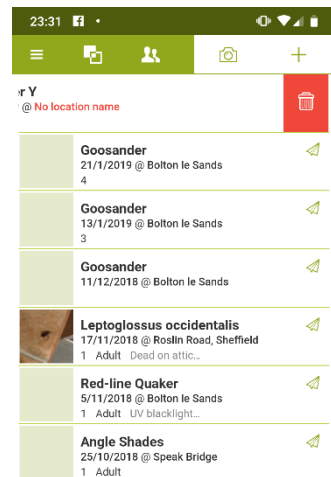 23:31
r Y
@ No location name
Goosander
21/1/2019 @ Bolton le Sands
4
Goosander
13/1/2019 @ Bolton le Sands
3
Goosander
11/12/2018 @ Bolton le Sands
Leptoglossus occidentalis
17/11/2018 @ Roslin Road, Sheffield
1 Adult Dead on attic...
Red-line Quaker
5/11/2018 @ Bolton le Sands
1 Adult UV blacklight...
Angle Shades
25/10/2018 @ Speak Bridge
1 Adult